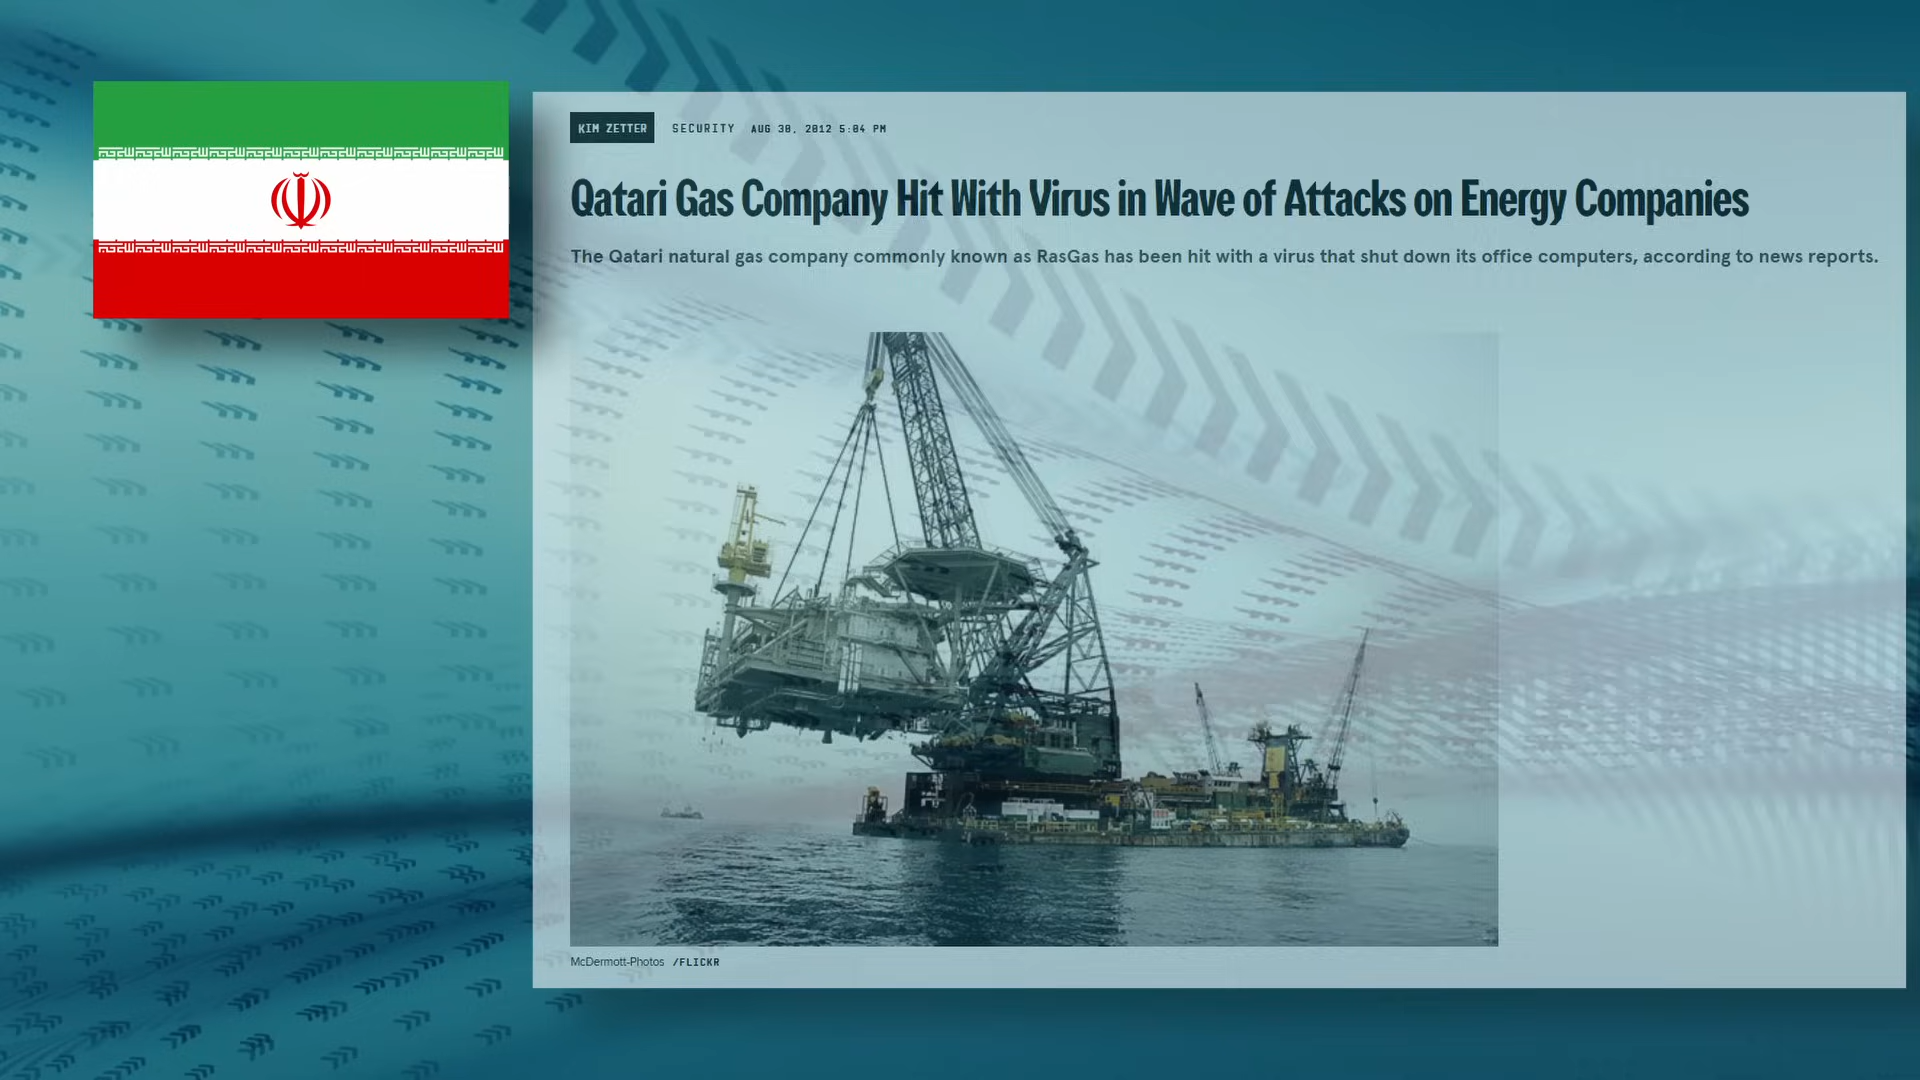 KIM ZETTER SECURITY AUG 30, 2012 5:04 PM
Qatari Gas Company Hit With Virus in Wave of Attacks on Energy Companies
The Qatari natural gas company commonly known as RasGas has been hit with a virus that shut down its office computers, according to news reports.
McDermott-Photos /FLICKR